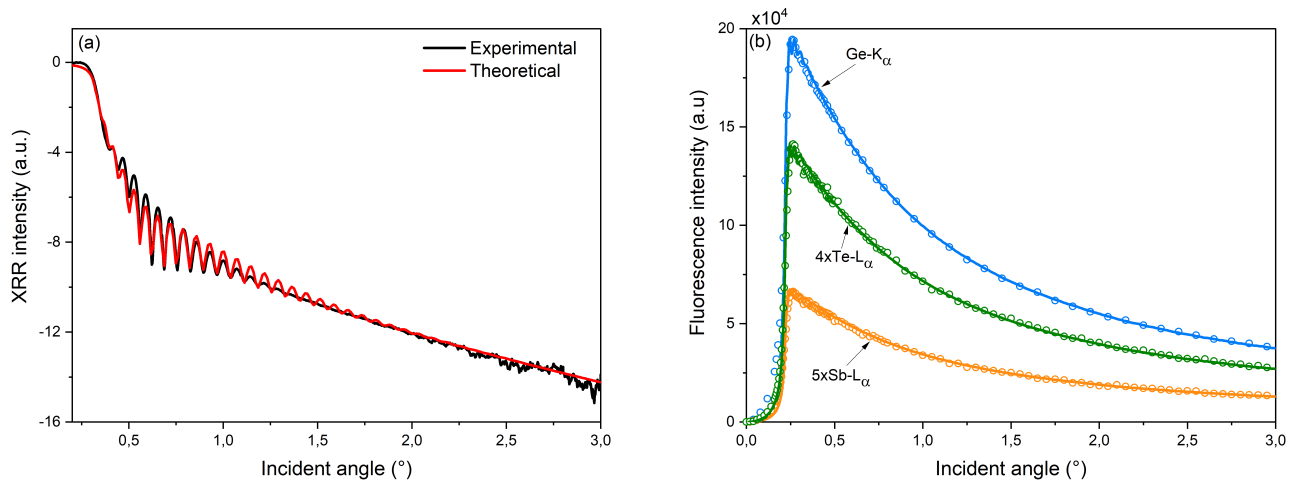 (a)
Experimental
Theoretical
XRR intensity (a.u.)
0
-4
-8
-12
-16
0,5
1,0
1,5
2,0
2,5
3,0
Incident angle (°)
x10⁴
(b)
Ge-Kα
4xTe-Lα
5xSb-Lα
Fluorescence intensity (a.u)
20
15
10
5
0
0,0
0,5
1,0
1,5
2,0
2,5
3,0
Incident angle (°)